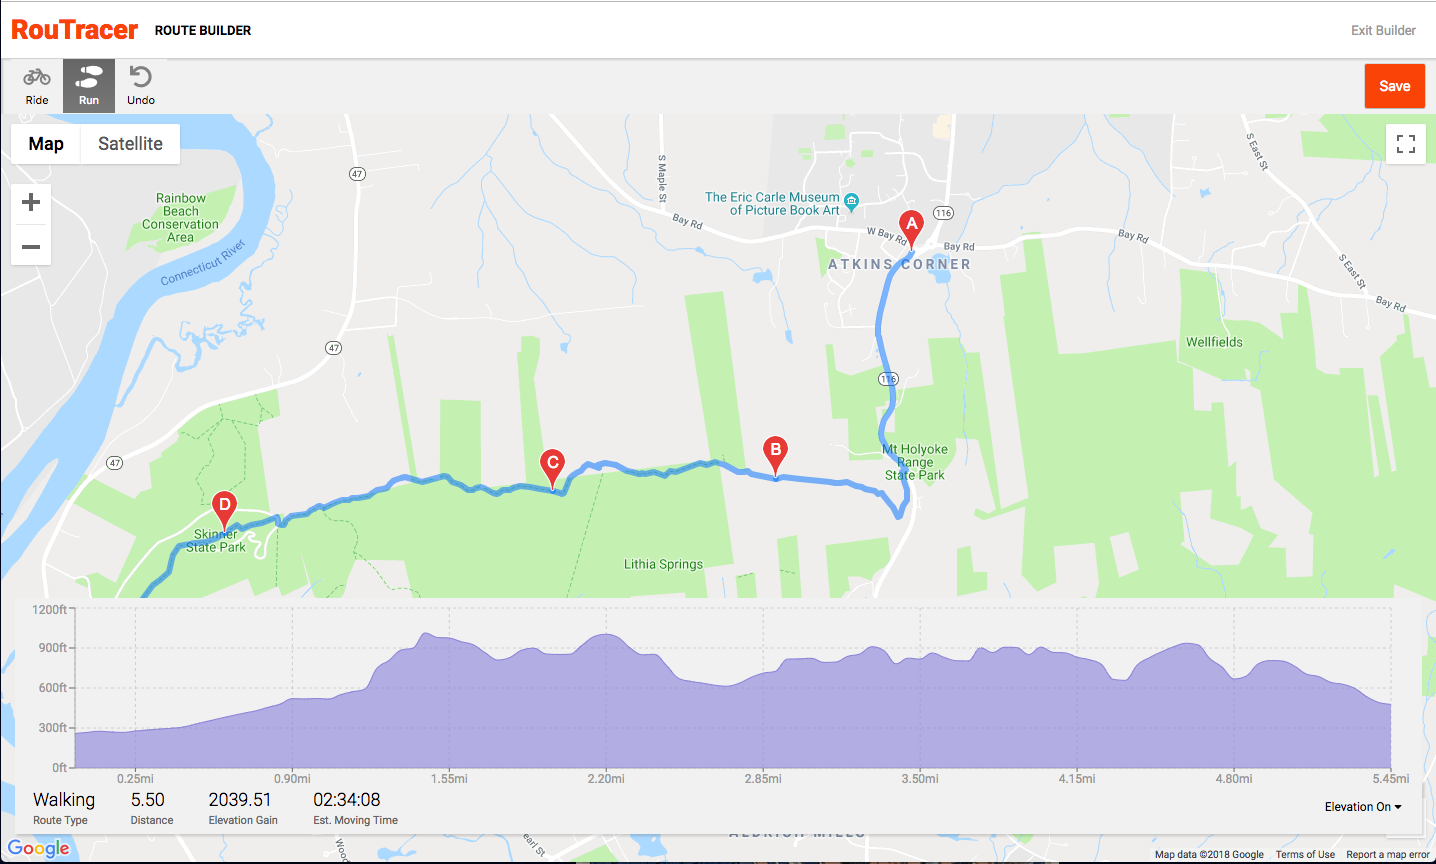 RouTracer ROUTE BUILDER
Exit Builder
Ride
Run
Undo
Save
Map
Satellite
+
−
47
S Maple St
S East St
Rainbow
Beach
Conservation
Area
The Eric Carle Museum
of Picture Book Art
Bay Rd
116
W Bay Rd
A
Bay Rd
Bay Rd
Connecticut River
ATKINS CORNER
S East St
Bay Rd
47
Wellfields
116
47
Mt Holyoke
Range
State Park
B
C
D
Skinner
State Park
Lithia Springs
1200ft
900ft
600ft
300ft
0ft
0.25mi
0.90mi
1.55mi
2.20mi
2.85mi
3.50mi
4.15mi
4.80mi
5.45mi
Walking
Route Type
5.50
Distance
2039.51
Elevation Gain
02:34:08
Est. Moving Time
Elevation On
ALDRICH MILLS
Google
Map data ©2018 Google
Terms of Use
Report a map error